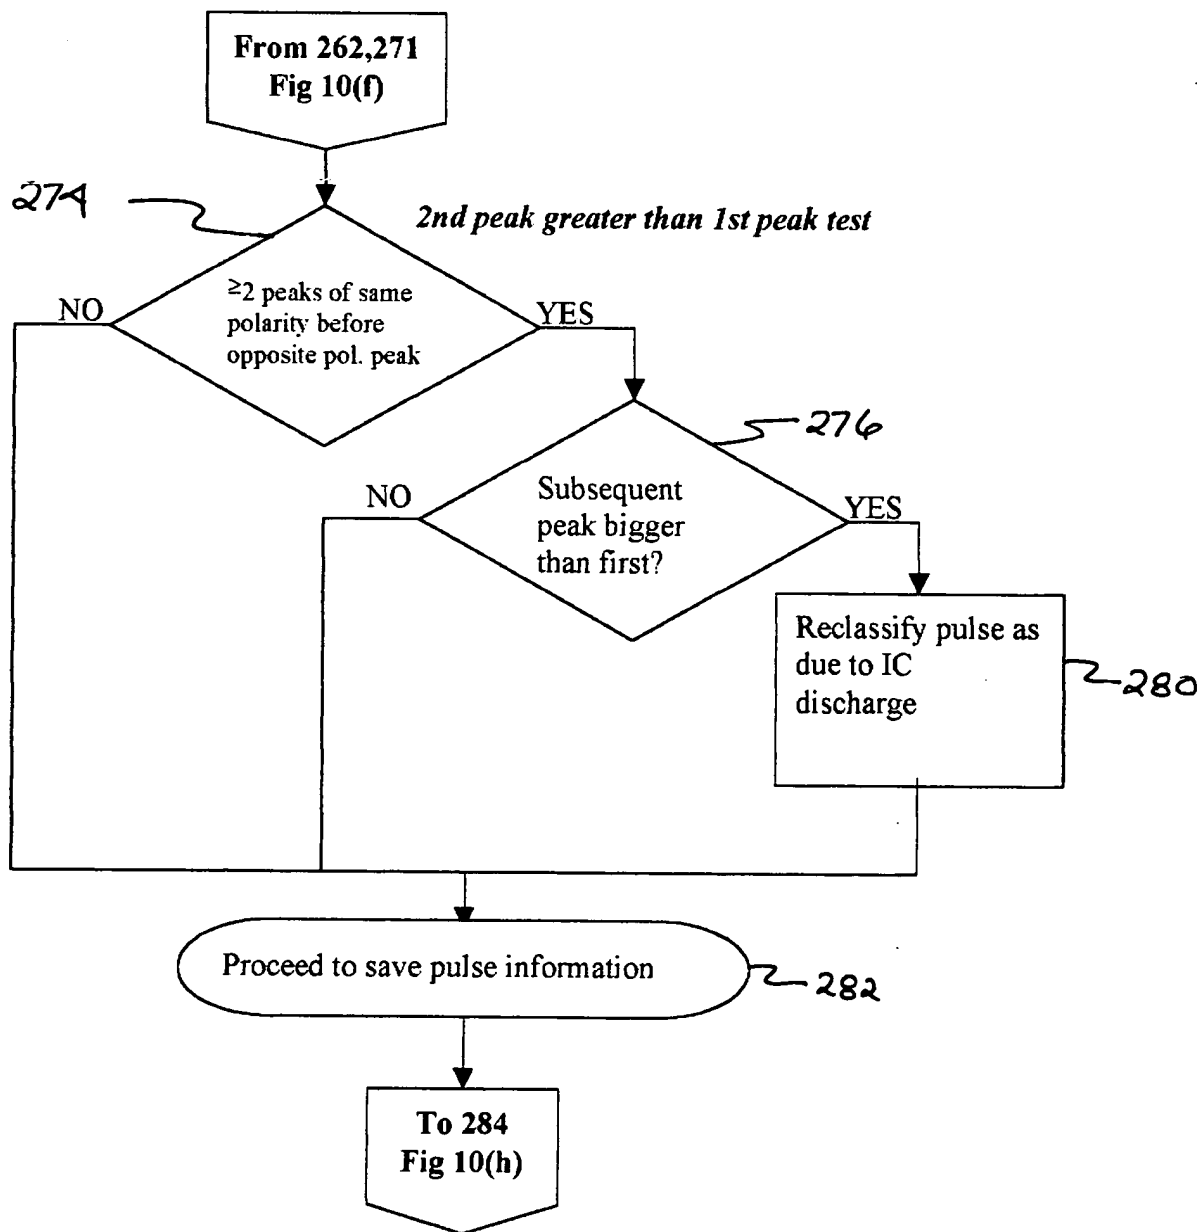 From 262,271
Fig 10(f)
274
2nd peak greater than 1st peak test
≥2 peaks of same
polarity before
opposite pol. peak
NO
YES
276
Subsequent
peak bigger
than first?
NO
YES
Reclassify pulse as
due to IC
discharge
280
Proceed to save pulse information
282
To 284
Fig 10(h)